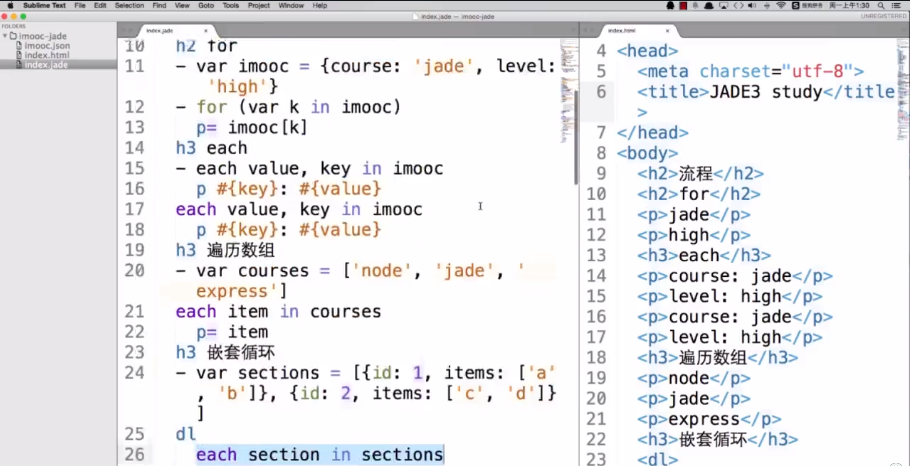 Sublime Text File Edit Selection Find View Goto Tools Project Window Help
周一上午1:30
index.jade — imooc-jade
UNREGISTERED
FOLDERS
imooc-jade
imooc.json
index.html
index.jade
index.jade
10 h2 for
11 - var imooc = {course: 'jade', level:
'high'}
12 - for (var k in imooc)
13 p= imooc[k]
14 h3 each
15 - each value, key in imooc
16 p #{key}: #{value}
17 each value, key in imooc
18 p #{key}: #{value}
19 h3 遍历数组
20 - var courses = ['node', 'jade', '
express']
21 each item in courses
22 p= item
23 h3 嵌套循环
24 - var sections = [{id: 1, items: ['a'
, 'b']}, {id: 2, items: ['c', 'd']}
]
25 dl
26 each section in sections
index.html
4 <head>
5 <meta charset="utf-8">
6 <title>JADE3 study</title
>
7 </head>
8 <body>
9 <h2>流程</h2>
10 <h2>for</h2>
11 <p>jade</p>
12 <p>high</p>
13 <h3>each</h3>
14 <p>course: jade</p>
15 <p>level: high</p>
16 <p>course: jade</p>
17 <p>level: high</p>
18 <h3>遍历数组</h3>
19 <p>node</p>
20 <p>jade</p>
21 <p>express</p>
22 <h3>嵌套循环</h3>
23 <dl>